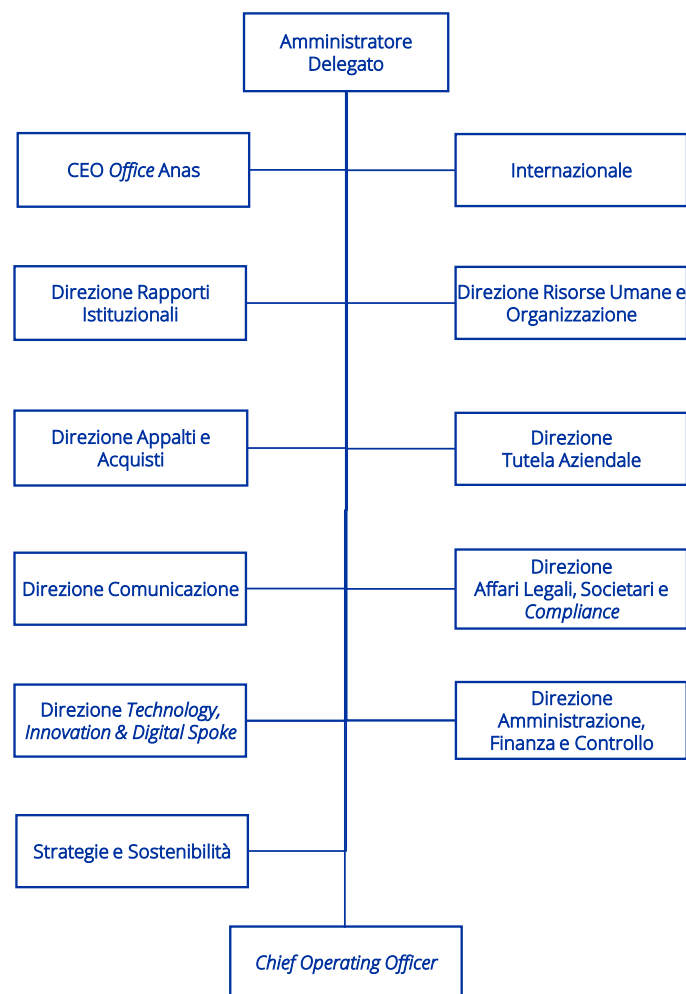 Amministratore
Delegato
CEO Office Anas
Internazionale
Direzione Rapporti
Istituzionali
Direzione Risorse Umane e
Organizzazione
Direzione Appalti e
Acquisti
Direzione
Tutela Aziendale
Direzione Comunicazione
Direzione
Affari Legali, Societari e
Compliance
Direzione Technology,
Innovation & Digital Spoke
Direzione
Amministrazione,
Finanza e Controllo
Strategie e Sostenibilità
Chief Operating Officer